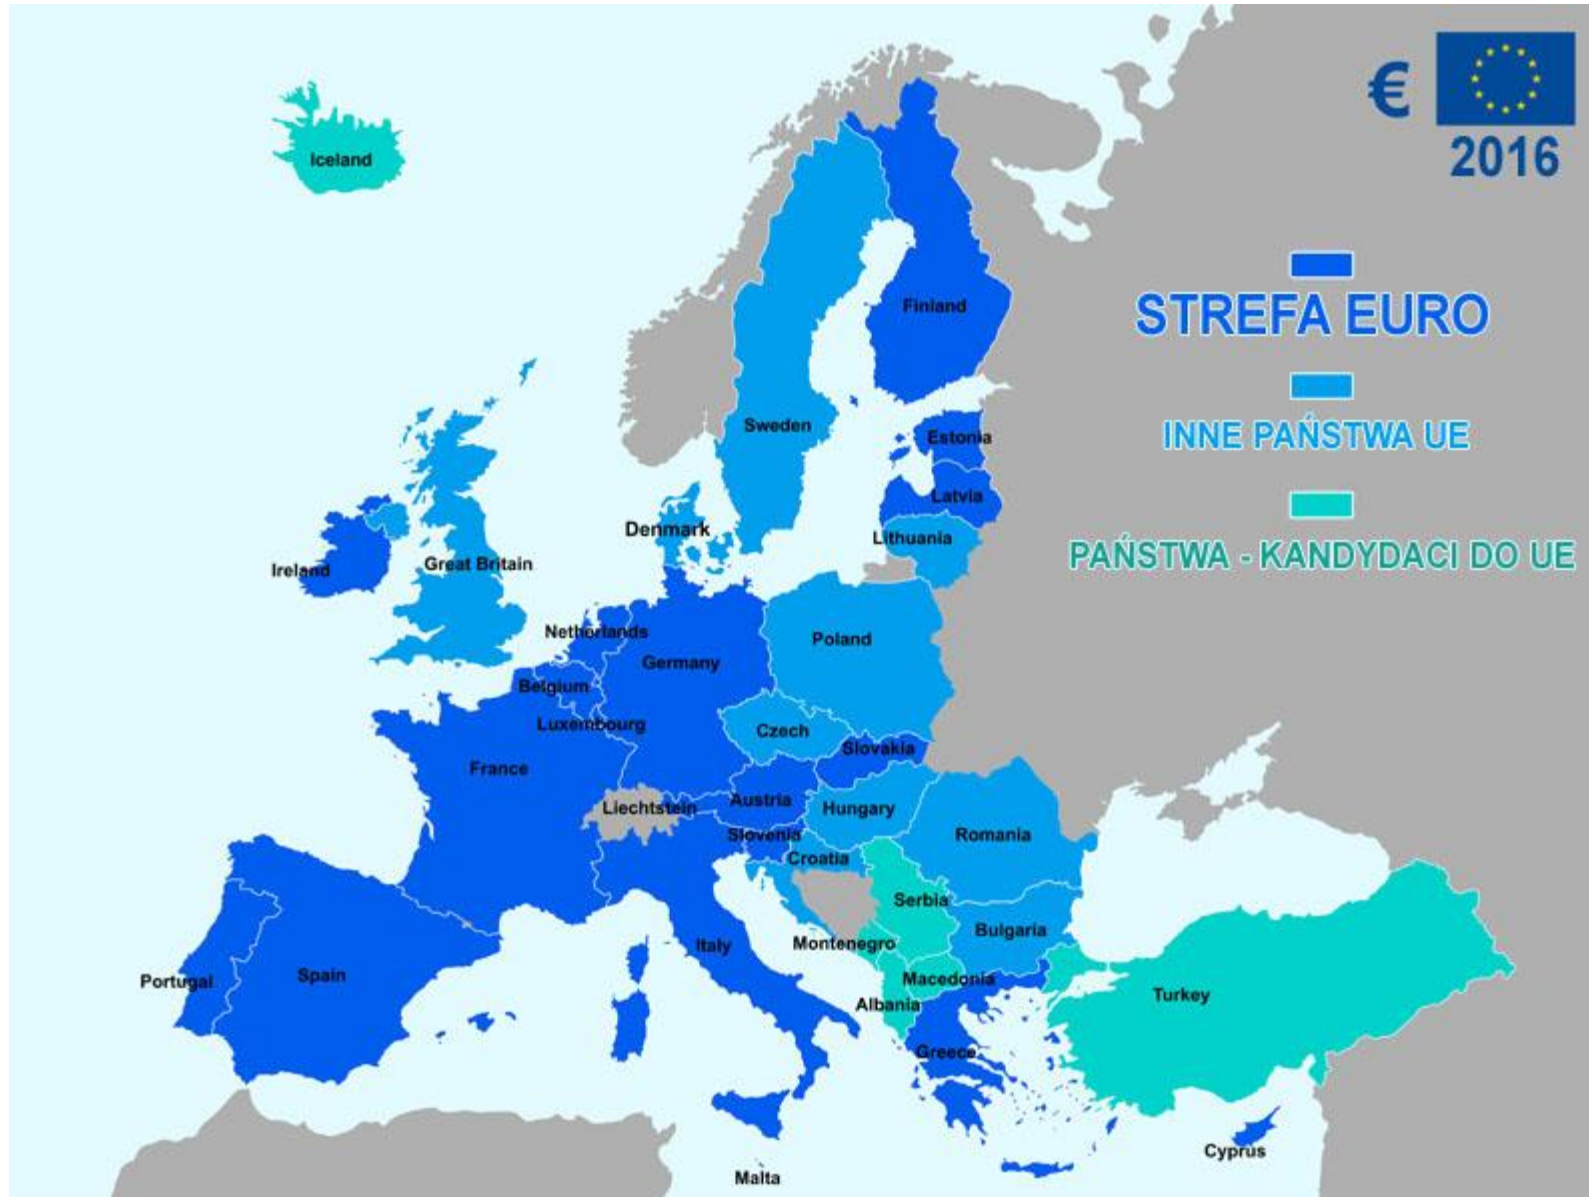 €
2016
Iceland
STREFA EURO
Finland
INNE PAŃSTWA UE
Sweden
Estonia
Latvia
Denmark
Lithuania
PAŃSTWA - KANDYDACI DO UE
Ireland
Great Britain
Netherlands
Poland
Germany
Belgium
Luxembourg
Czech
Slovakia
France
Austria
Liechtstein
Hungary
Slovenia
Romania
Croatia
Serbia
Bulgaria
Montenegro
Italy
Spain
Portugal
Macedonia
Turkey
Albania
Greece
Cyprus
Malta